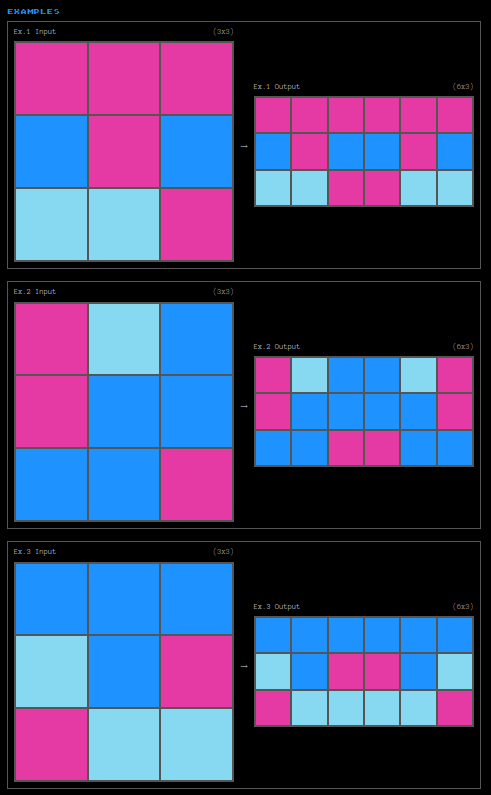 EXAMPLES
Ex.1 Input (3x3)
Ex.1 Output (6x3)
→
Ex.2 Input (3x3)
Ex.2 Output (6x3)
→
Ex.3 Input (3x3)
Ex.3 Output (6x3)
→